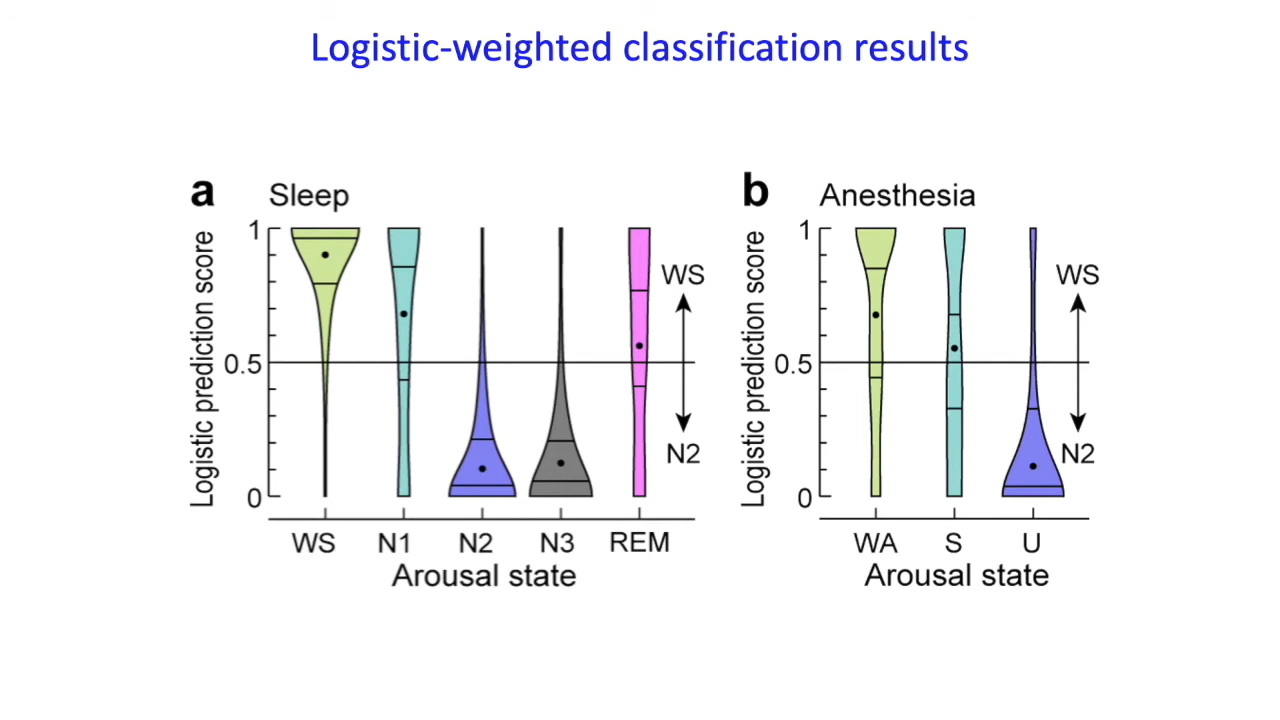 Logistic-weighted classification results
a Sleep
Logistic prediction score
1
0.5
0
WS
N2
WS N1 N2 N3 REM
Arousal state
b Anesthesia
Logistic prediction score
1
0.5
0
WS
N2
WA S U
Arousal state